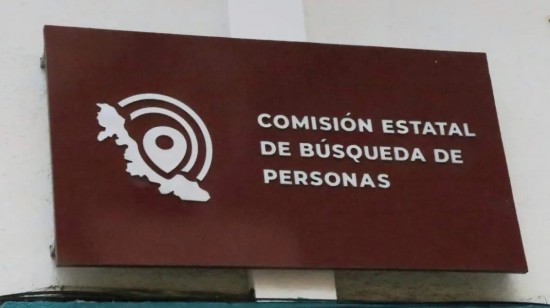 COMISIÓN ESTATAL
DE BÚSQUEDA DE
PERSONAS